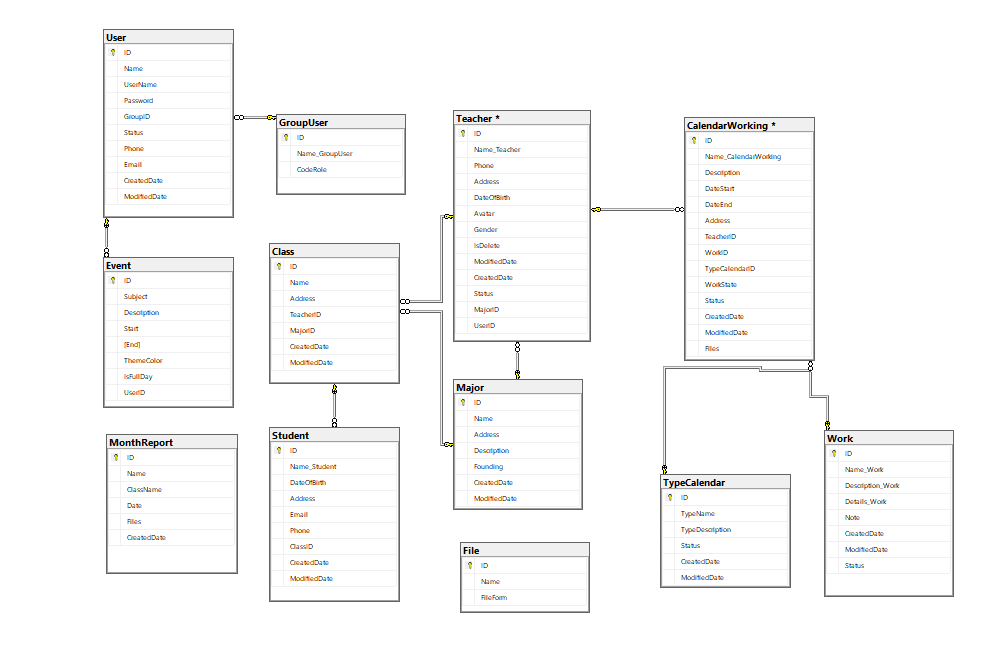 User
ID
Name
UserName
Password
GroupID
Status
Phone
Email
CreatedDate
ModifiedDate
GroupUser
ID
Name_GroupUser
CodeRole
Teacher *
ID
Name_Teacher
Phone
Address
DateOfBirth
Avatar
Gender
IsDelete
ModifiedDate
CreatedDate
Status
MajorID
UserID
CalendarWorking *
ID
Name_CalendarWorking
Description
DateStart
DateEnd
Address
TeacherID
WorkID
TypeCalendarID
WorkState
Status
CreatedDate
ModifiedDate
Files
Event
ID
Subject
Description
Start
[End]
ThemeColor
IsFullDay
UserID
Class
ID
Name
Address
TeacherID
MajorID
CreatedDate
ModifiedDate
Major
ID
Name
Address
Description
Founding
CreatedDate
ModifiedDate
MonthReport
ID
Name
ClassName
Date
Files
CreatedDate
Student
ID
Name_Student
DateOfBirth
Address
Email
Phone
ClassID
CreatedDate
ModifiedDate
File
ID
Name
FileForm
TypeCalendar
ID
TypeName
TypeDescription
Status
CreatedDate
ModifiedDate
Work
ID
Name_Work
Description_Work
Details_Work
Note
CreatedDate
ModifiedDate
Status